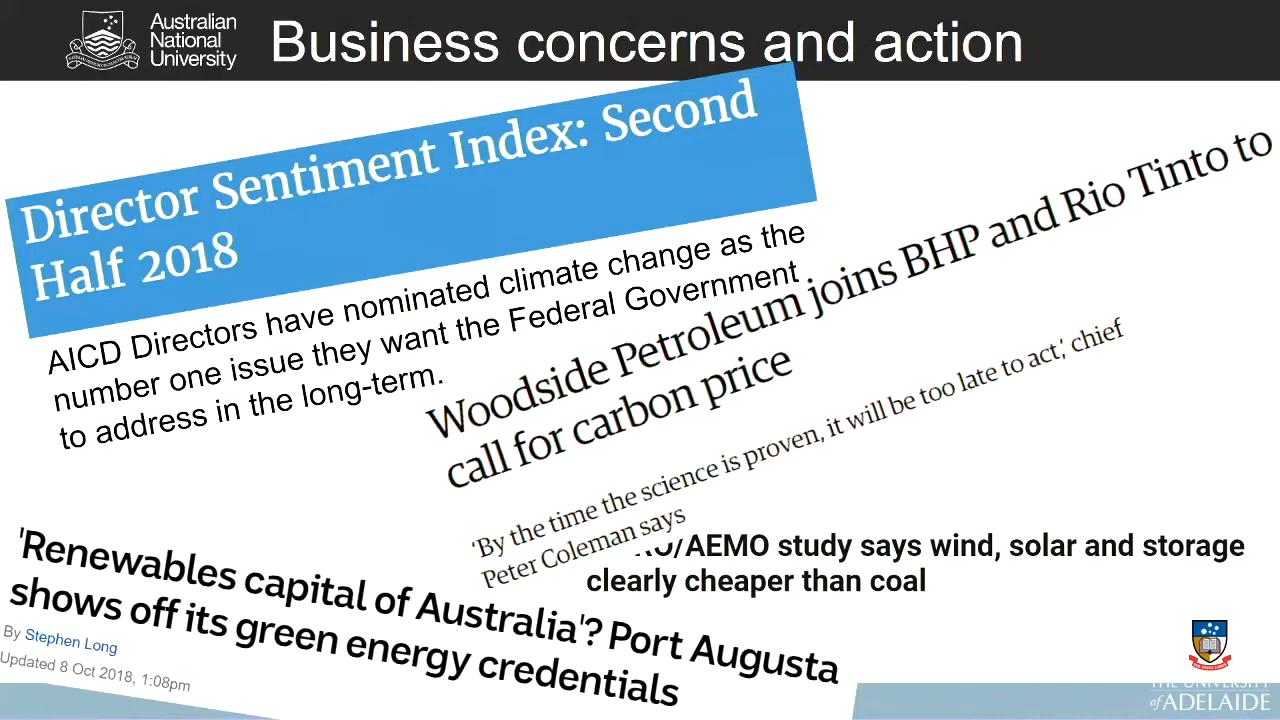 Australian
National
University
Business concerns and action
Director Sentiment Index: Second
Half 2018
AICD Directors have nominated climate change as the
number one issue they want the Federal Government
to address in the long-term.
Woodside Petroleum joins BHP and Rio Tinto to
call for carbon price
‘By the time the science is proven, it will be too late to act,’ chief
Peter Coleman says
/AEMO study says wind, solar and storage
clearly cheaper than coal
'Renewables capital of Australia'? Port Augusta
shows off its green energy credentials
By Stephen Long
Updated 8 Oct 2018, 1:08pm
THE UNIVERSITY
of ADELAIDE